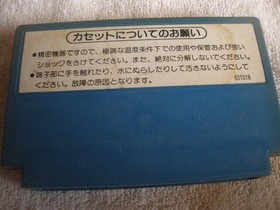 カセットについてのお願い
●精密機器ですので、極端な温度条件下での使用や保管および強い
ショックをさけてください。また、絶対に分解しないでください。
●端子部に手を触れたり、水にぬらしたりして汚さないようにして
ください。故障の原因となります。